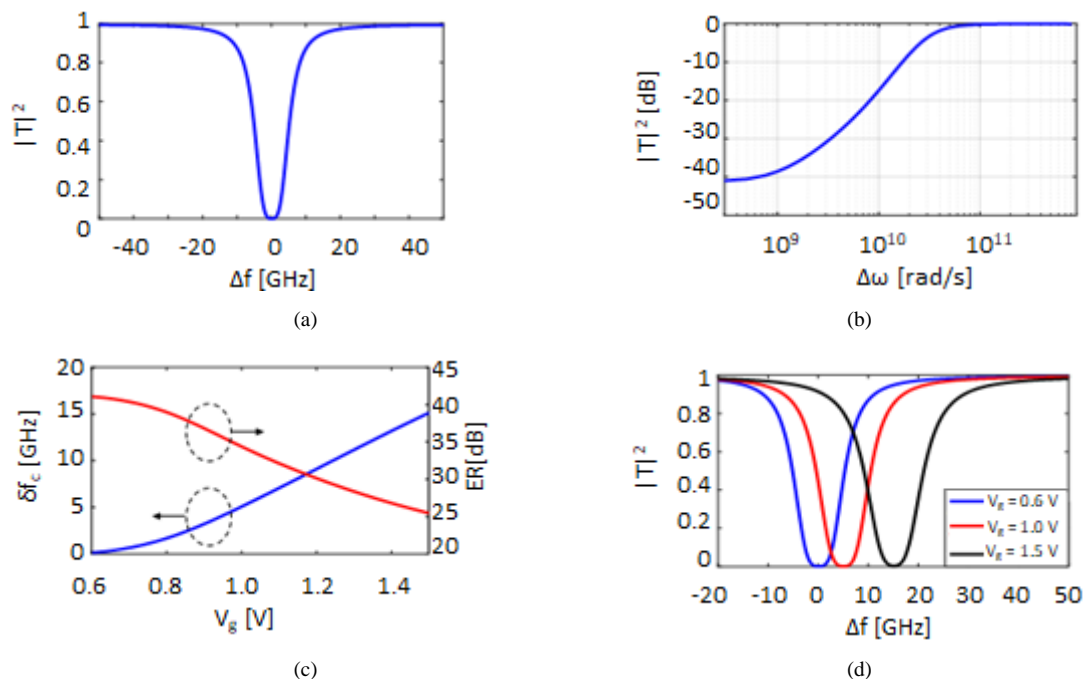 1
0.8
0.6
0.4
0.2
0
|T|²
-40 -20 0 20 40
Δf [GHz]
(a)
0
-10
-20
-30
-40
-50
|T|² [dB]
10⁹ 10¹⁰ 10¹¹
Δω [rad/s]
(b)
20
15
10
5
0
δf_c [GHz]
45
40
35
30
25
20
ER[dB]
0.6 0.8 1.0 1.2 1.4
V_g [V]
(c)
1
0.8
0.6
0.4
0.2
0
|T|²
V_g = 0.6 V
V_g = 1.0 V
V_g = 1.5 V
-20 -10 0 10 20 30 40 50
Δf [GHz]
(d)